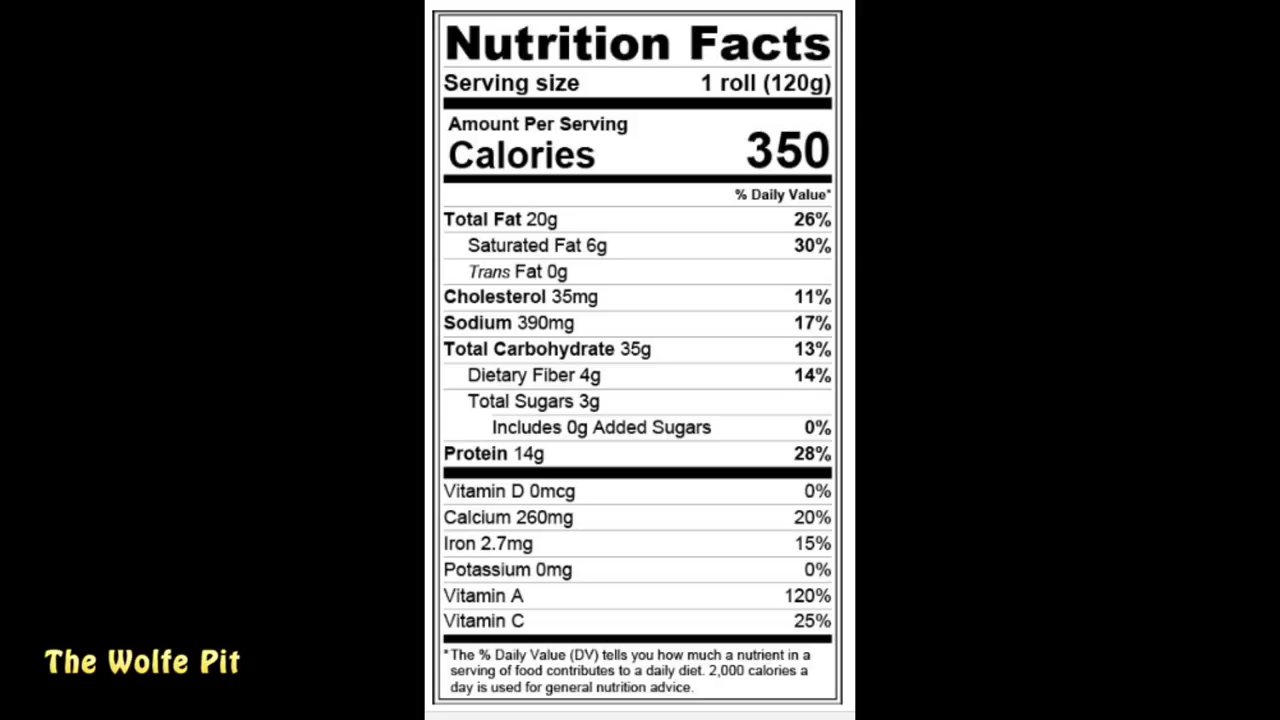 Nutrition Facts
Serving size 1 roll (120g)
Amount Per Serving
Calories 350
% Daily Value*
Total Fat 20g 26%
Saturated Fat 6g 30%
Trans Fat 0g
Cholesterol 35mg 11%
Sodium 390mg 17%
Total Carbohydrate 35g 13%
Dietary Fiber 4g 14%
Total Sugars 3g
Includes 0g Added Sugars 0%
Protein 14g 28%
Vitamin D 0mcg 0%
Calcium 260mg 20%
Iron 2.7mg 15%
Potassium 0mg 0%
Vitamin A 120%
Vitamin C 25%
*The % Daily Value (DV) tells you how much a nutrient in a
serving of food contributes to a daily diet. 2,000 calories a
day is used for general nutrition advice.
The Wolfe Pit